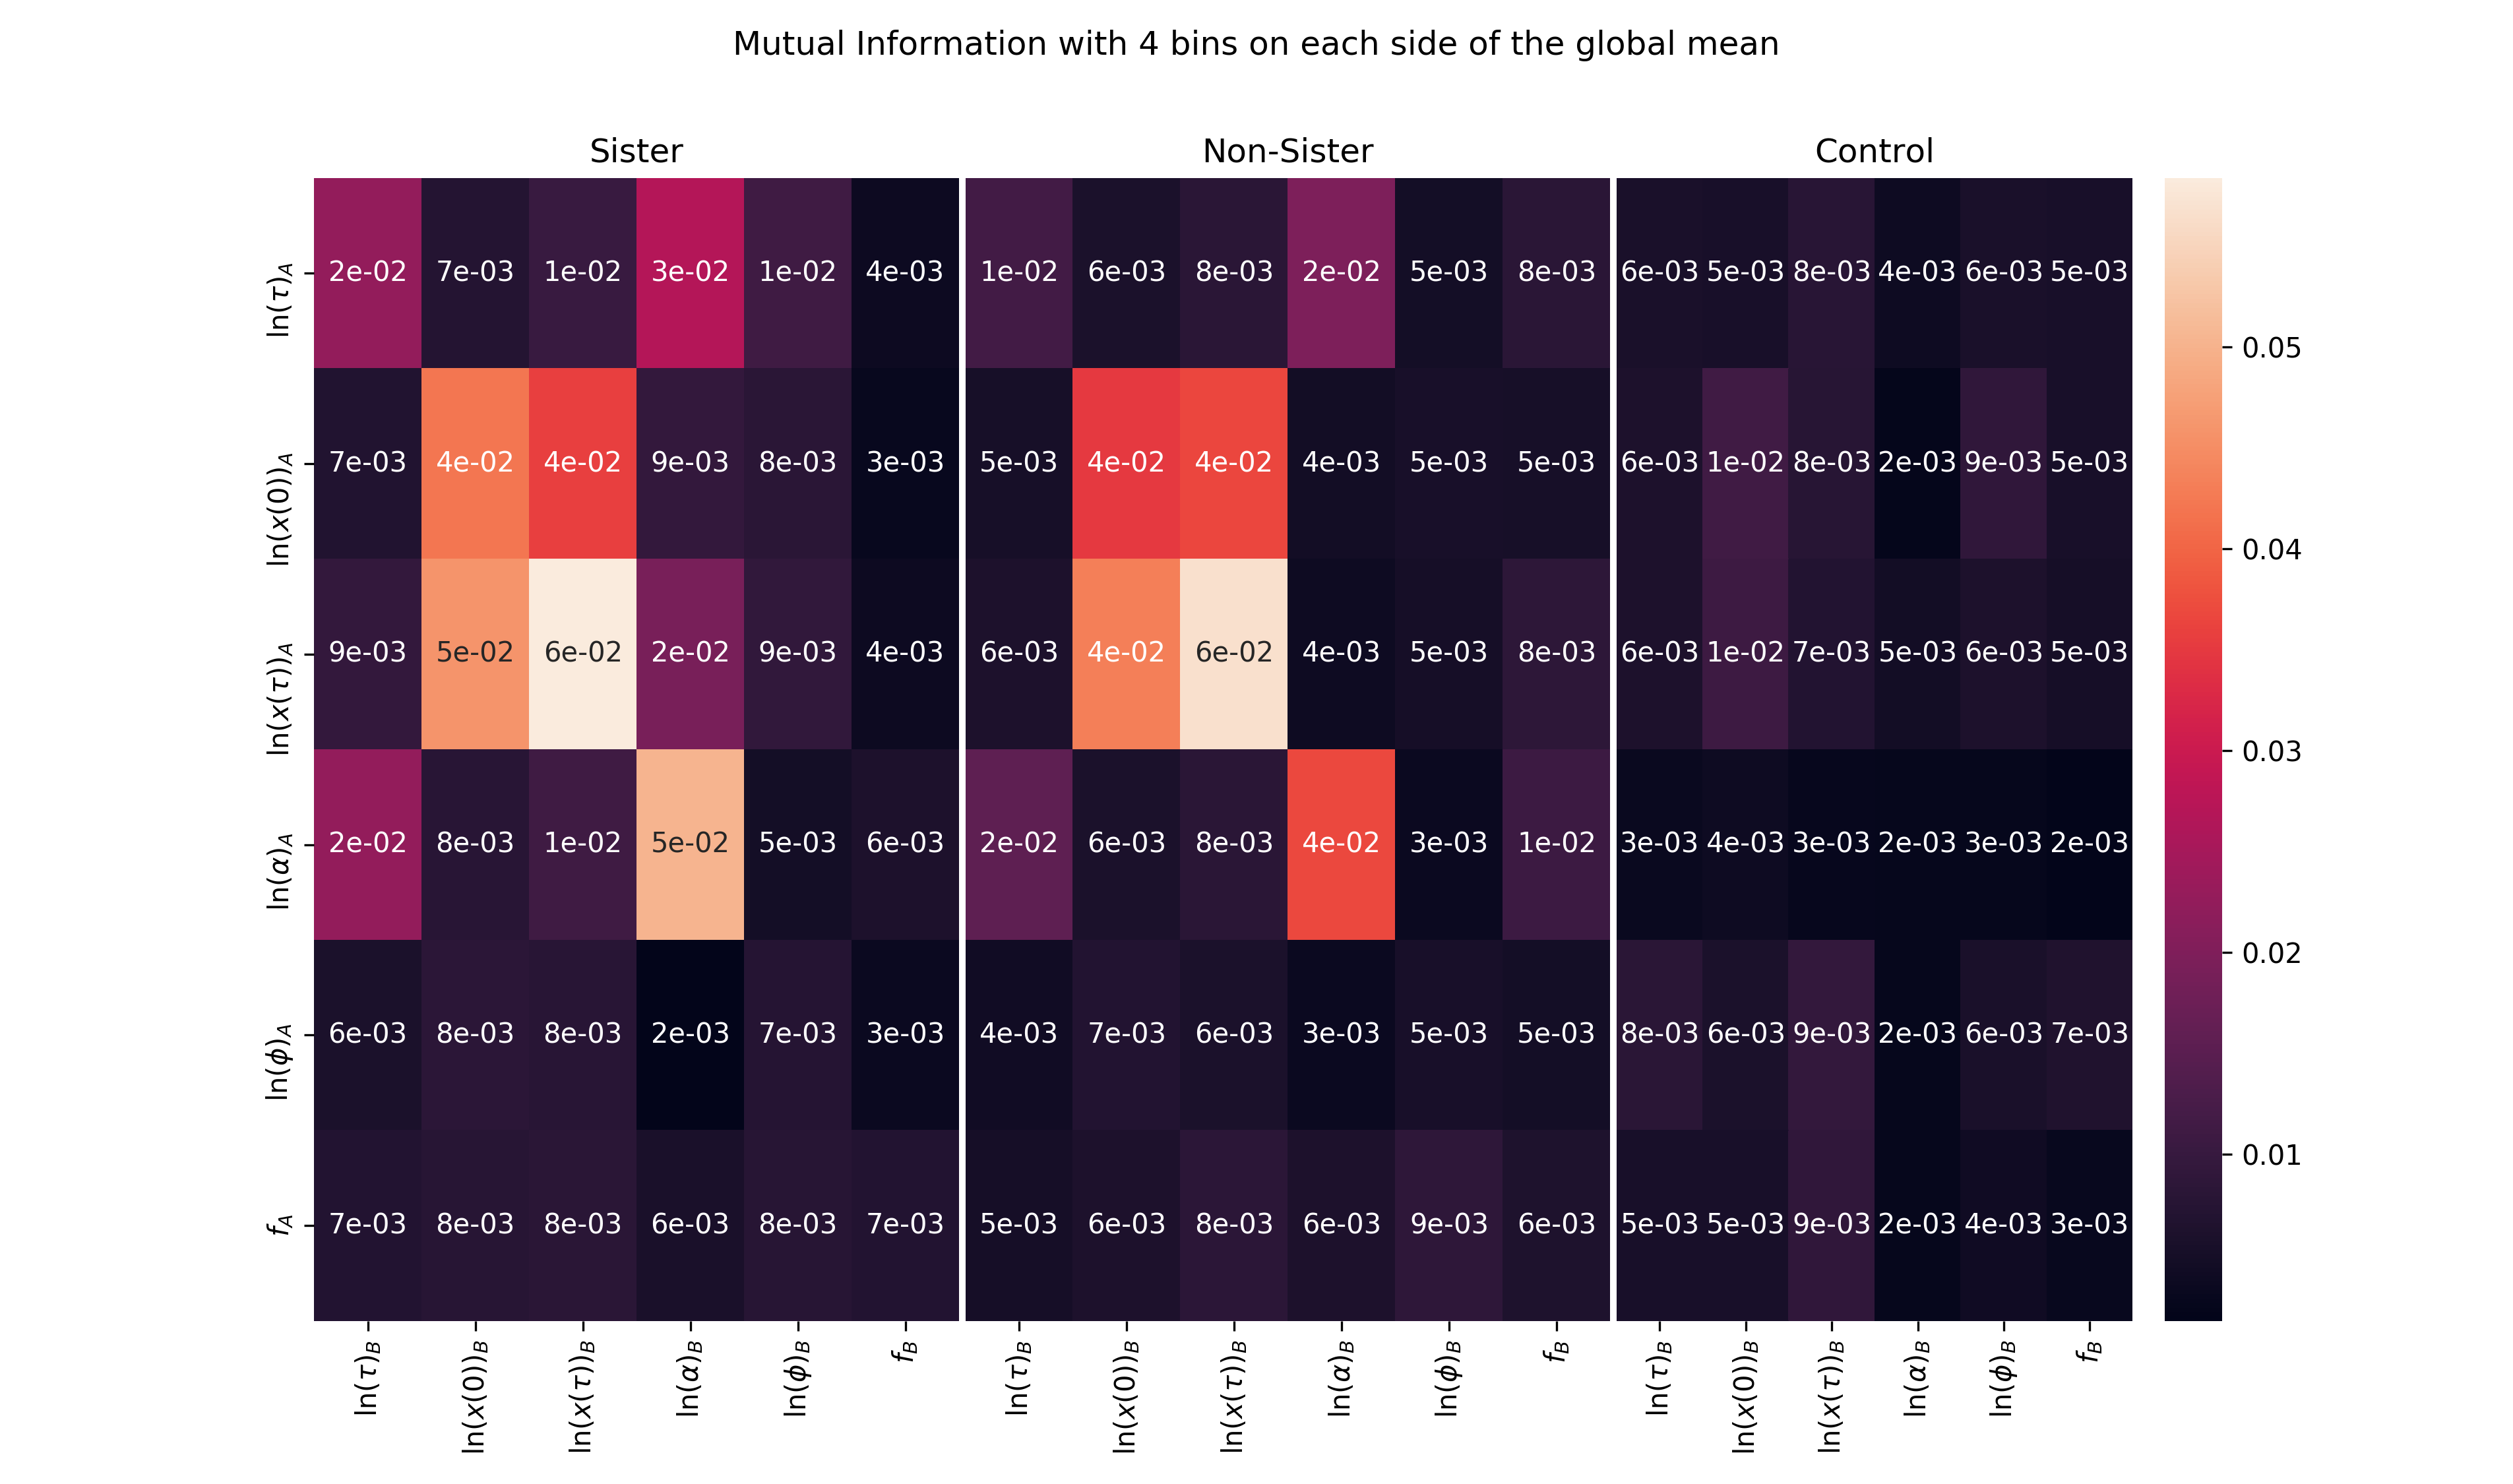 Mutual Information with 4 bins on each side of the global mean
Sister Non-Sister Control
ln(τ)_A 2e-02 7e-03 1e-02 3e-02 1e-02 4e-03 1e-02 6e-03 8e-03 2e-02 5e-03 8e-03 6e-03 5e-03 8e-03 4e-03 6e-03 5e-03
0.05
ln(x(0))_A 7e-03 4e-02 4e-02 9e-03 8e-03 3e-03 5e-03 4e-02 4e-02 4e-03 5e-03 5e-03 6e-03 1e-02 8e-03 2e-03 9e-03 5e-03
0.04
ln(x(τ))_A 9e-03 5e-02 6e-02 2e-02 9e-03 4e-03 6e-03 4e-02 6e-02 4e-03 5e-03 8e-03 6e-03 1e-02 7e-03 5e-03 6e-03 5e-03
0.03
ln(α)_A 2e-02 8e-03 1e-02 5e-02 5e-03 6e-03 2e-02 6e-03 8e-03 4e-02 3e-03 1e-02 3e-03 4e-03 3e-03 2e-03 3e-03 2e-03
0.02
ln(ϕ)_A 6e-03 8e-03 8e-03 2e-03 7e-03 3e-03 4e-03 7e-03 6e-03 3e-03 5e-03 5e-03 8e-03 6e-03 9e-03 2e-03 6e-03 7e-03
0.01
f_A 7e-03 8e-03 8e-03 6e-03 8e-03 7e-03 5e-03 6e-03 8e-03 6e-03 9e-03 6e-03 5e-03 5e-03 9e-03 2e-03 4e-03 3e-03
ln(τ)_B ln(x(0))_B ln(x(τ))_B ln(α)_B ln(ϕ)_B f_B ln(τ)_B ln(x(0))_B ln(x(τ))_B ln(α)_B ln(ϕ)_B f_B ln(τ)_B ln(x(0))_B ln(x(τ))_B ln(α)_B ln(ϕ)_B f_B